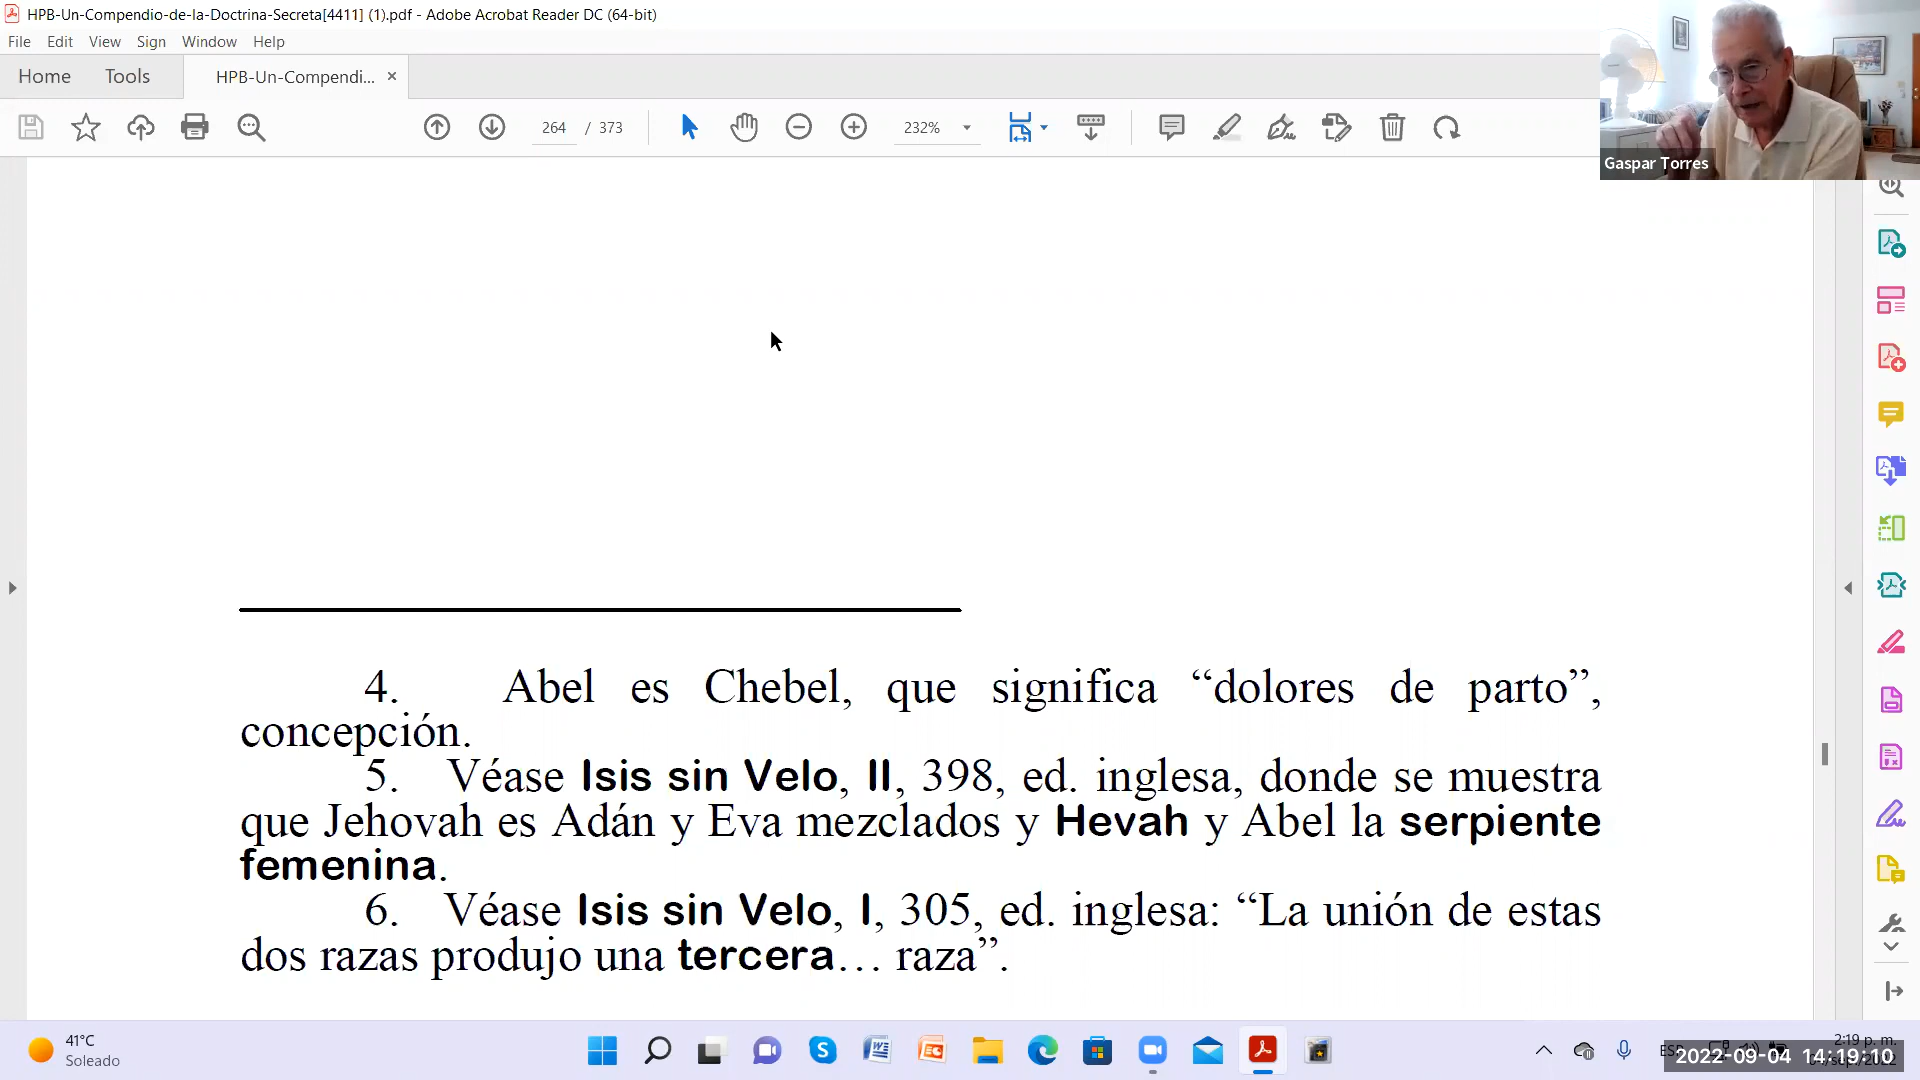 HPB-Un-Compendio-de-la-Doctrina-Secreta[4411] (1).pdf - Adobe Acrobat Reader DC (64-bit)
File Edit View Sign Window Help
Home Tools HPB-Un-Compendi... ×
264 / 373 232%
Gaspar Torres
4. Abel es Chebel, que significa “dolores de parto”,
concepción.
5. Véase Isis sin Velo, II, 398, ed. inglesa, donde se muestra
que Jehovah es Adán y Eva mezclados y Hevah y Abel la serpiente
femenina.
6. Véase Isis sin Velo, I, 305, ed. inglesa: “La unión de estas
dos razas produjo una tercera… raza”.
41°C
Soleado
2:19 p. m.
2022-09-04 14:19:10